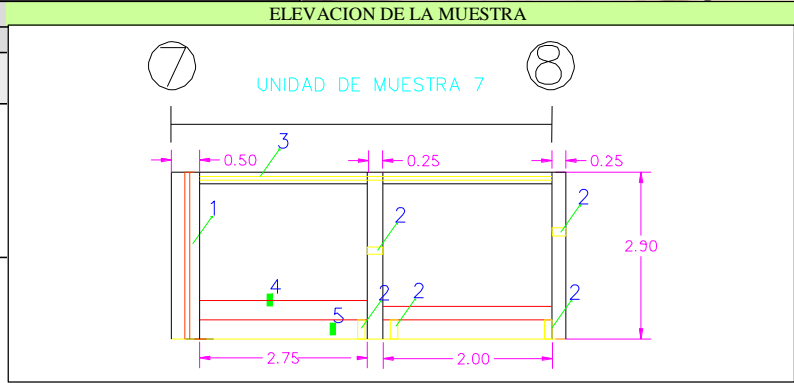 ELEVACION DE LA MUESTRA
7 8
UNIDAD DE MUESTRA 7
0.50 3 0.25 0.25
1 2 2
2.90
4 5 2 2 2
2.75 2.00